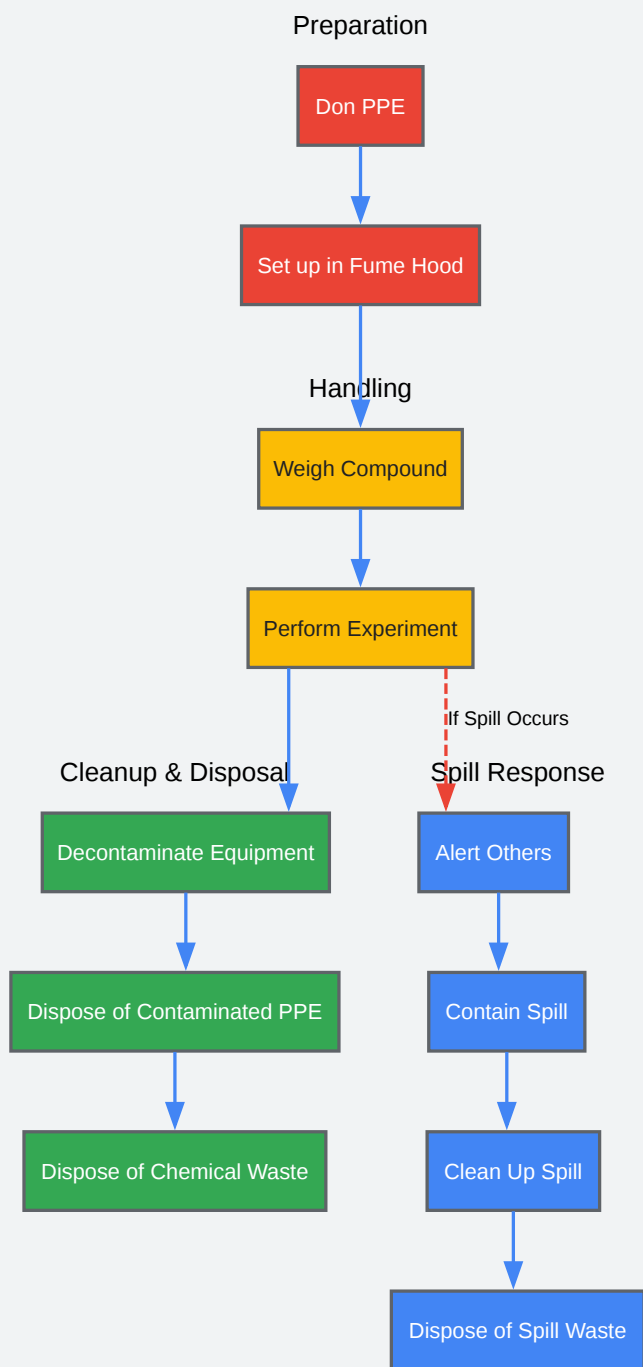 Preparation
Don PPE
Set up in Fume Hood
Handling
Weigh Compound
Perform Experiment
If Spill Occurs
Cleanup & Disposal
Spill Response
Decontaminate Equipment
Alert Others
Dispose of Contaminated PPE
Contain Spill
Dispose of Chemical Waste
Clean Up Spill
Dispose of Spill Waste